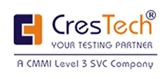 CresTech®
YOUR TESTING PARTNER
A CMMI Level 3 SVC Company